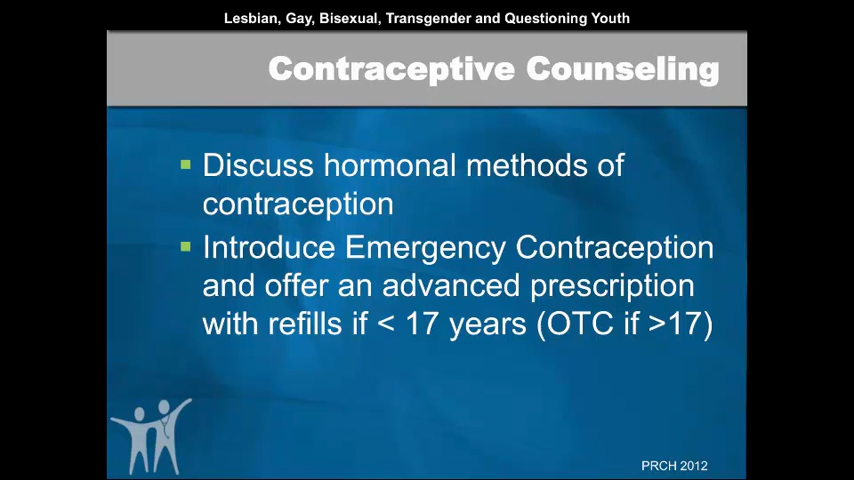 Lesbian, Gay, Bisexual, Transgender and Questioning Youth
Contraceptive Counseling
Discuss hormonal methods of
contraception
Introduce Emergency Contraception
and offer an advanced prescription
with refills if < 17 years (OTC if >17)
PRCH 2012